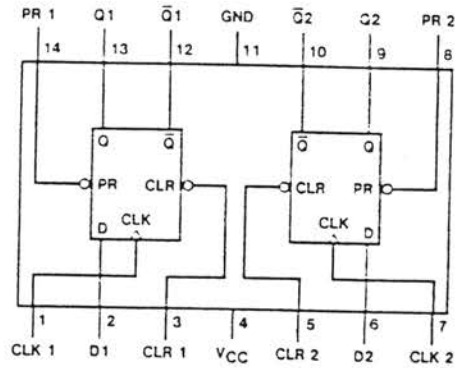 PR 1 Q1 Q̅1 GND Q̅2 Q2 PR 2
14 13 12 11 10 9 8
Q Q̅ Q̅ Q
PR CLR CLR PR
CLK CLK
D D
1 2 3 4 5 6 7
CLK 1 D1 CLR 1 VCC CLR 2 D2 CLK 2